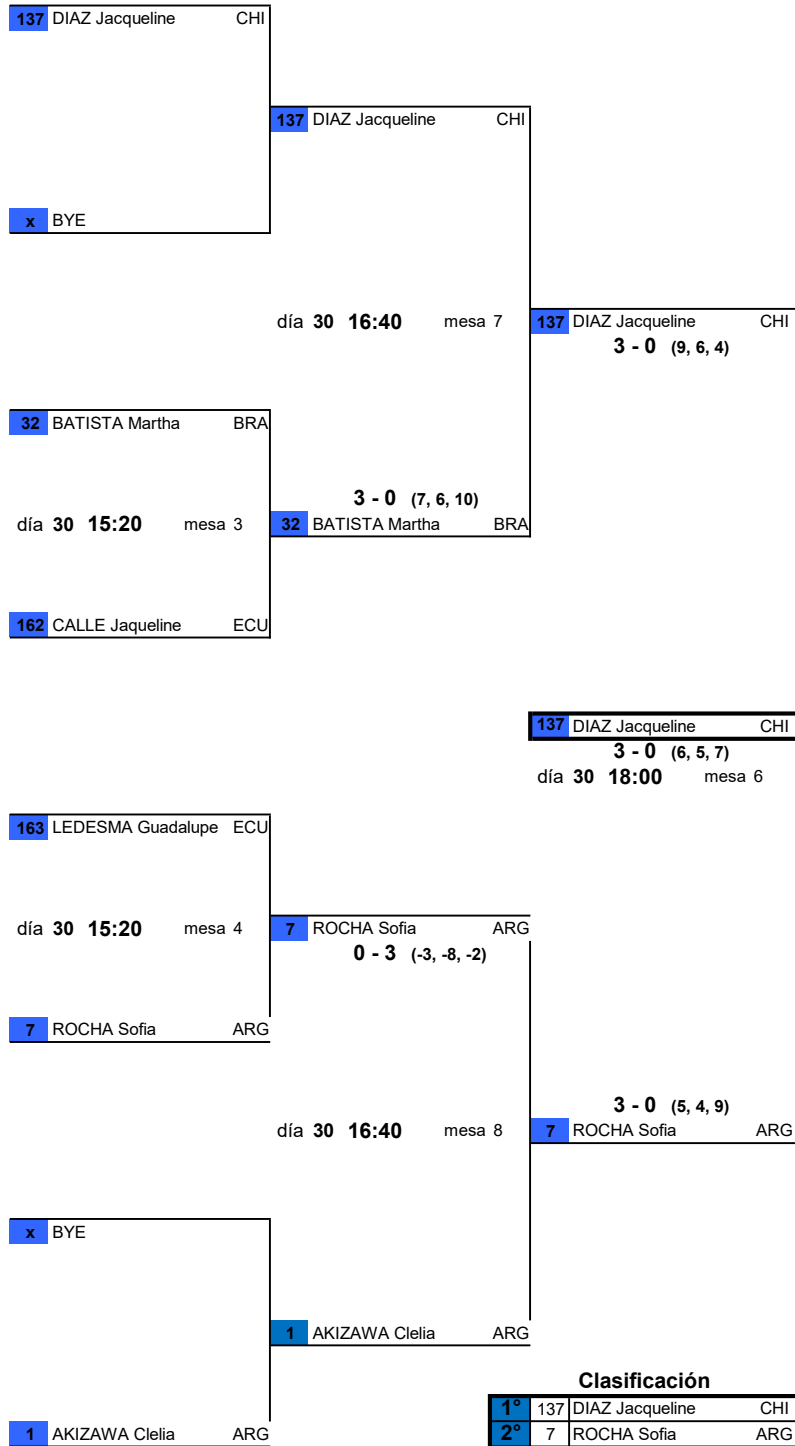 137 DIAZ Jacqueline CHI
137 DIAZ Jacqueline CHI
x BYE
día 30 16:40 mesa 7 137 DIAZ Jacqueline CHI
3 - 0 (9, 6, 4)
32 BATISTA Martha BRA
3 - 0 (7, 6, 10)
día 30 15:20 mesa 3 32 BATISTA Martha BRA
162 CALLE Jaqueline ECU
137 DIAZ Jacqueline CHI
3 - 0 (6, 5, 7)
día 30 18:00 mesa 6
163 LEDESMA Guadalupe ECU
día 30 15:20 mesa 4 7 ROCHA Sofia ARG
0 - 3 (-3, -8, -2)
7 ROCHA Sofia ARG
3 - 0 (5, 4, 9)
día 30 16:40 mesa 8 7 ROCHA Sofia ARG
x BYE
1 AKIZAWA Clelia ARG
Clasificación
1° 137 DIAZ Jacqueline CHI
1 AKIZAWA Clelia ARG 2° 7 ROCHA Sofia ARG